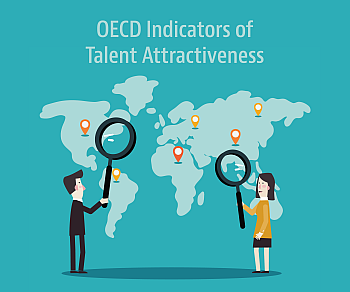 OECD Indicators of
Talent Attractiveness